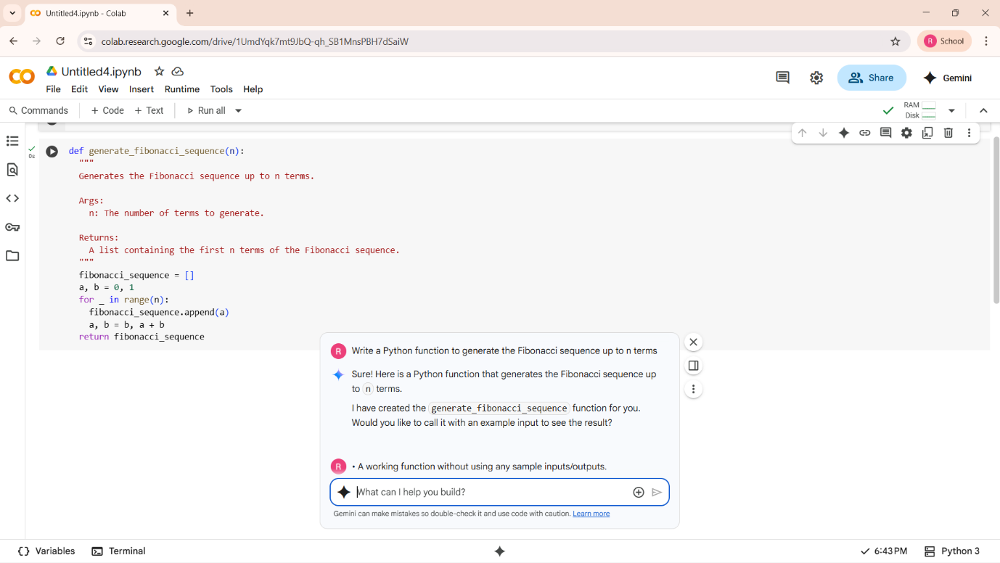 Untitled4.ipynb - Colab
colab.research.google.com/drive/1UmdYqk7mt9JbQ-qh_SB1MnsPBH7dSaiW
R School
Untitled4.ipynb
Share
Gemini
File Edit View Insert Runtime Tools Help
Commands + Code + Text Run all
RAM
Disk
0s
def generate_fibonacci_sequence(n):
"""
Generates the Fibonacci sequence up to n terms.
Args:
n: The number of terms to generate.
Returns:
A list containing the first n terms of the Fibonacci sequence.
"""
fibonacci_sequence = []
a, b = 0, 1
for _ in range(n):
fibonacci_sequence.append(a)
a, b = b, a + b
return fibonacci_sequence
R Write a Python function to generate the Fibonacci sequence up to n terms
Sure! Here is a Python function that generates the Fibonacci sequence up
to n terms.
I have created the generate_fibonacci_sequence function for you.
Would you like to call it with an example input to see the result?
R • A working function without using any sample inputs/outputs.
What can I help you build?
Gemini can make mistakes so double-check it and use code with caution. Learn more
{} Variables Terminal 6:43 PM Python 3